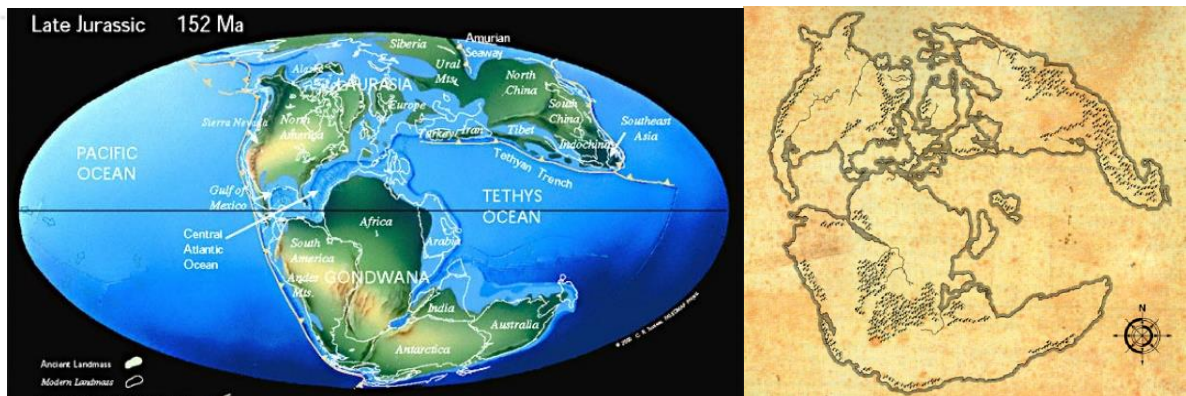 Late Jurassic 152 Ma
Amurian
Seaway
Siberia
Ural
Mts.
Alaska
LAURASIA
North
China
Europe
South
China
Southeast
Asia
Sierra Nevada
North
America
Turkey
Iran
Tibet
Indochina
PACIFIC
OCEAN
Tethyan Trench
Gulf of
Mexico
TETHYS
OCEAN
Central
Atlantic
Ocean
Africa
Arabia
South
America
GONDWANA
Andes
Mts.
India
Australia
Antarctica
Ancient Landmass
Modern Landmass
N